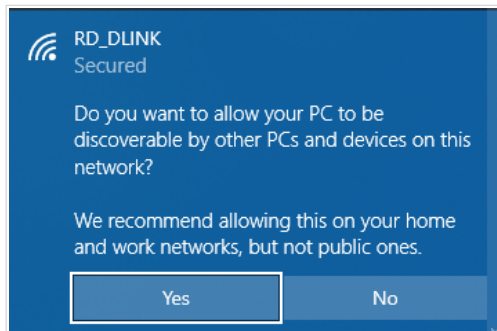 RD_DLINK
Secured
Do you want to allow your PC to be
discoverable by other PCs and devices on this
network?
We recommend allowing this on your home
and work networks, but not public ones.
Yes
No